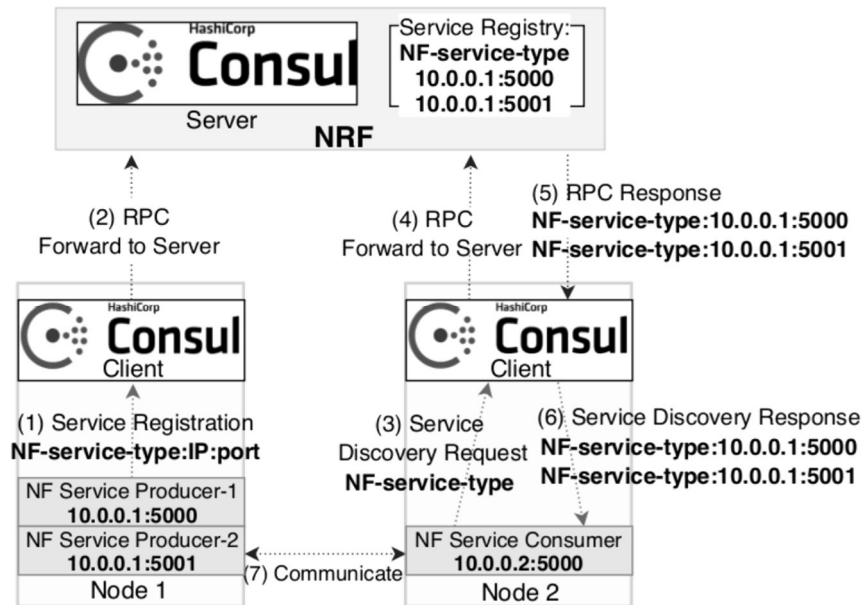 HashiCorp
Consul
Server
Service Registry:
NF-service-type
10.0.0.1:5000
10.0.0.1:5001
NRF
(2) RPC
Forward to Server
(4) RPC
Forward to Server
(5) RPC Response
NF-service-type:10.0.0.1:5000
NF-service-type:10.0.0.1:5001
HashiCorp
Consul
Client
HashiCorp
Consul
Client
(1) Service Registration
NF-service-type:IP:port
(3) Service
Discovery Request
NF-service-type
(6) Service Discovery Response
NF-service-type:10.0.0.1:5000
NF-service-type:10.0.0.1:5001
NF Service Producer-1
10.0.0.1:5000
NF Service Producer-2
10.0.0.1:5001
Node 1
(7) Communicate
NF Service Consumer
10.0.0.2:5000
Node 2